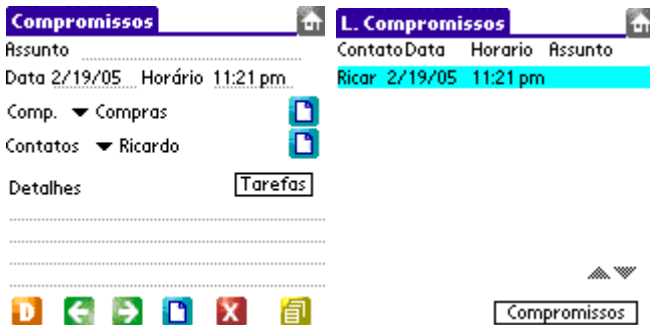 Compromissos
Assunto
Data 2/19/05 Horário 11:21 pm
Comp. Compras
Contatos Ricardo
Detalhes Tarefas
D X
L. Compromissos
Contato Data Horario Assunto
Ricar 2/19/05 11:21 pm
Compromissos